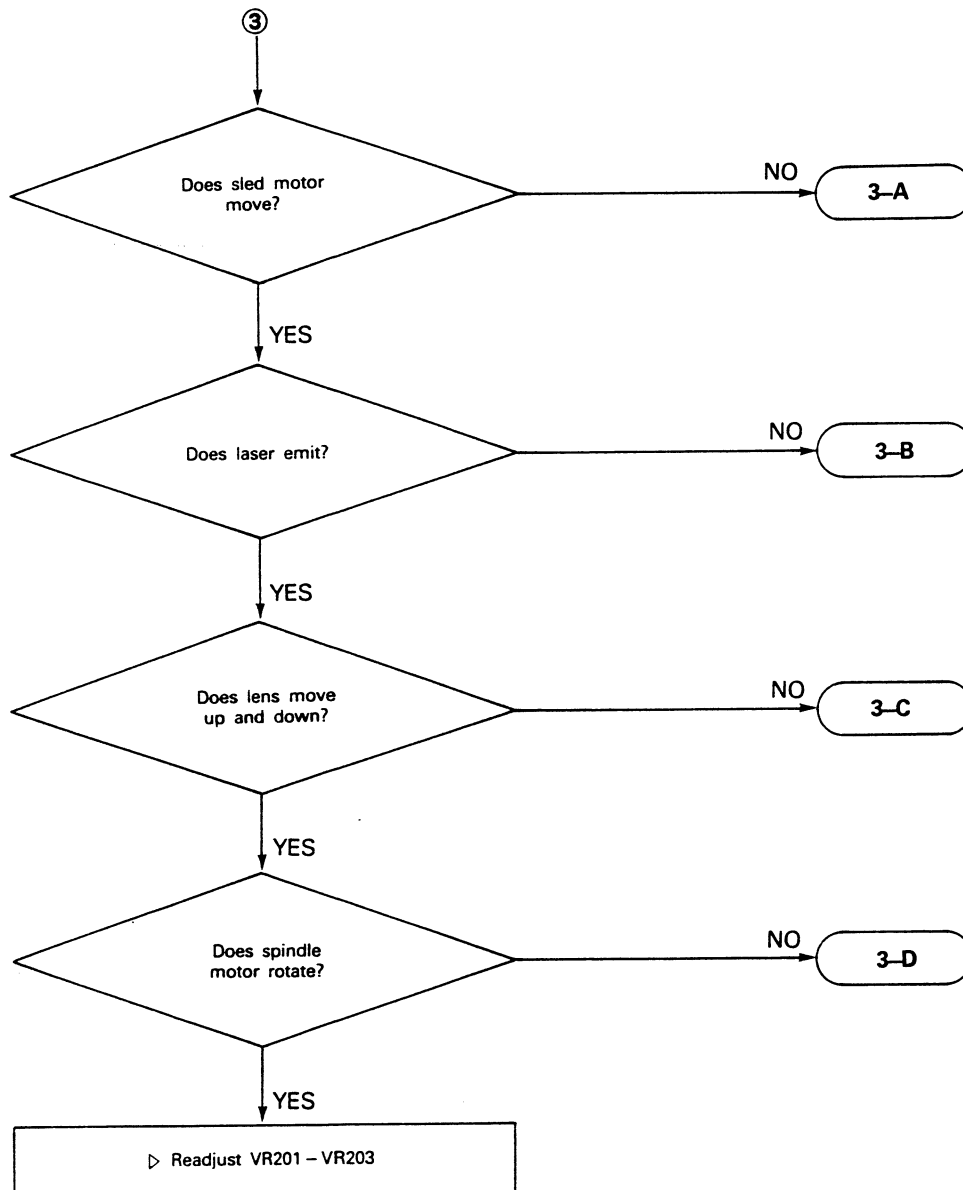 ③
Does sled motor
move?
NO
3–A
YES
Does laser emit?
NO
3–B
YES
Does lens move
up and down?
NO
3–C
YES
Does spindle
motor rotate?
NO
3–D
YES
▷ Readjust VR201 – VR203